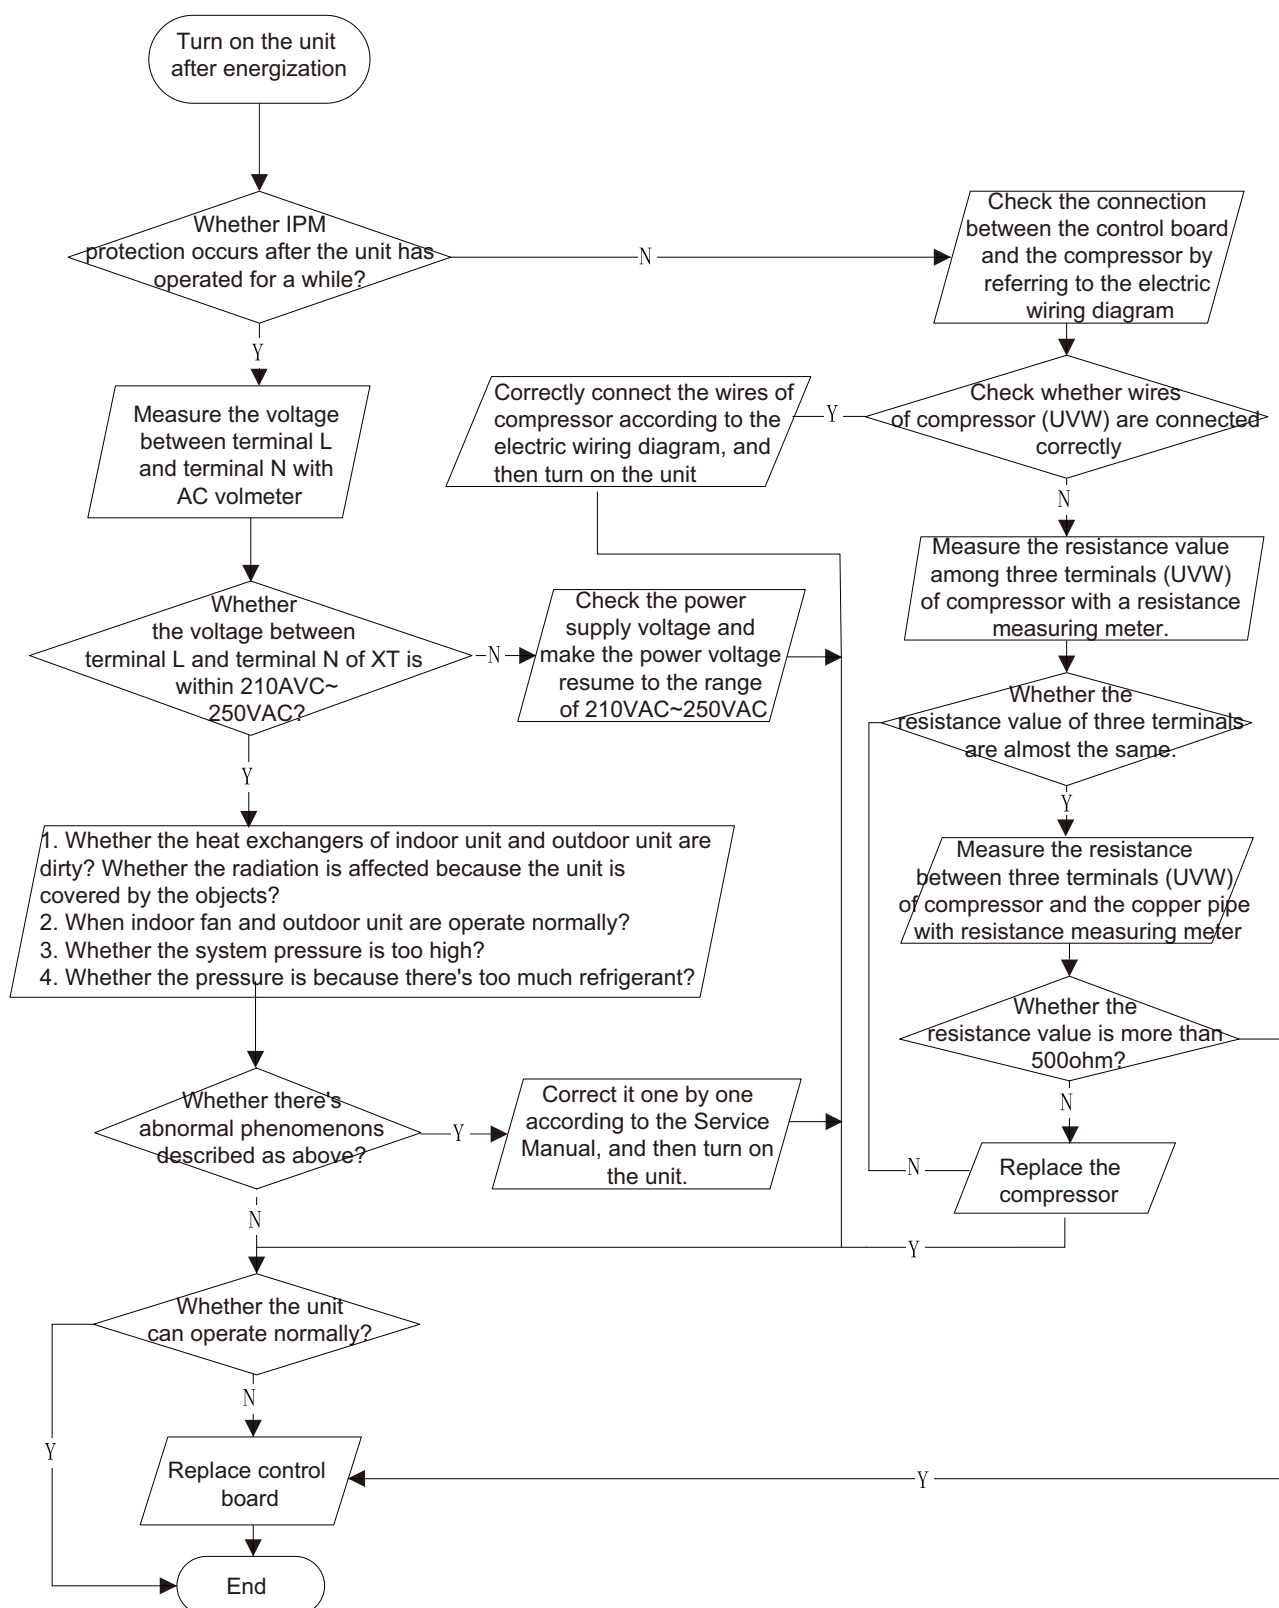 Turn on the unit
after energization
Whether IPM
protection occurs after the unit has
operated for a while?
N
Check the connection
between the control board
and the compressor by
referring to the electric
wiring diagram
Y
Measure the voltage
between terminal L
and terminal N with
AC volmeter
Correctly connect the wires of
compressor according to the
electric wiring diagram, and
then turn on the unit
Y
Check whether wires
of compressor (UVW) are connected
correctly
N
Measure the resistance value
among three terminals (UVW)
of compressor with a resistance
measuring meter.
Whether
the voltage between
terminal L and terminal N of XT is
within 210AVC~
250VAC?
N
Check the power
supply voltage and
make the power voltage
resume to the range
of 210VAC~250VAC
Whether the
resistance value of three terminals
are almost the same.
Y
Y
1. Whether the heat exchangers of indoor unit and outdoor unit are
dirty? Whether the radiation is affected because the unit is
covered by the objects?
2. When indoor fan and outdoor unit are operate normally?
3. Whether the system pressure is too high?
4. Whether the pressure is because there's too much refrigerant?
Measure the resistance
between three terminals (UVW)
of compressor and the copper pipe
with resistance measuring meter
Whether the
resistance value is more than
500ohm?
N
Whether there's
abnormal phenomenons
described as above?
Y
Correct it one by one
according to the Service
Manual, and then turn on
the unit.
N
Replace the
compressor
N
Y
Whether the unit
can operate normally?
N
Y
Replace control
board
Y
End